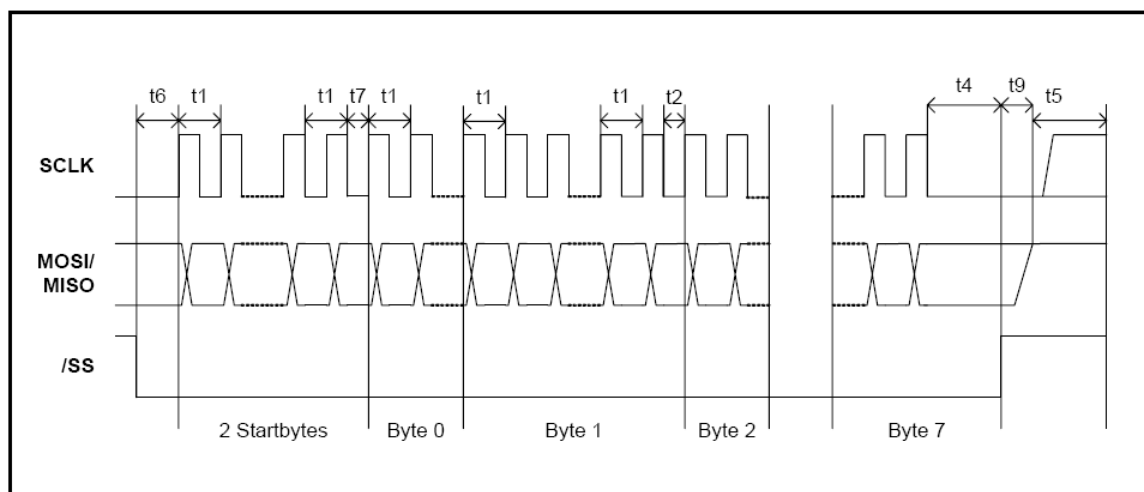 t6 t1 t1 t7 t1 t1 t1 t2 t4 t9 t5
SCLK
MOSI/
MISO
/SS
2 Startbytes Byte 0 Byte 1 Byte 2 Byte 7